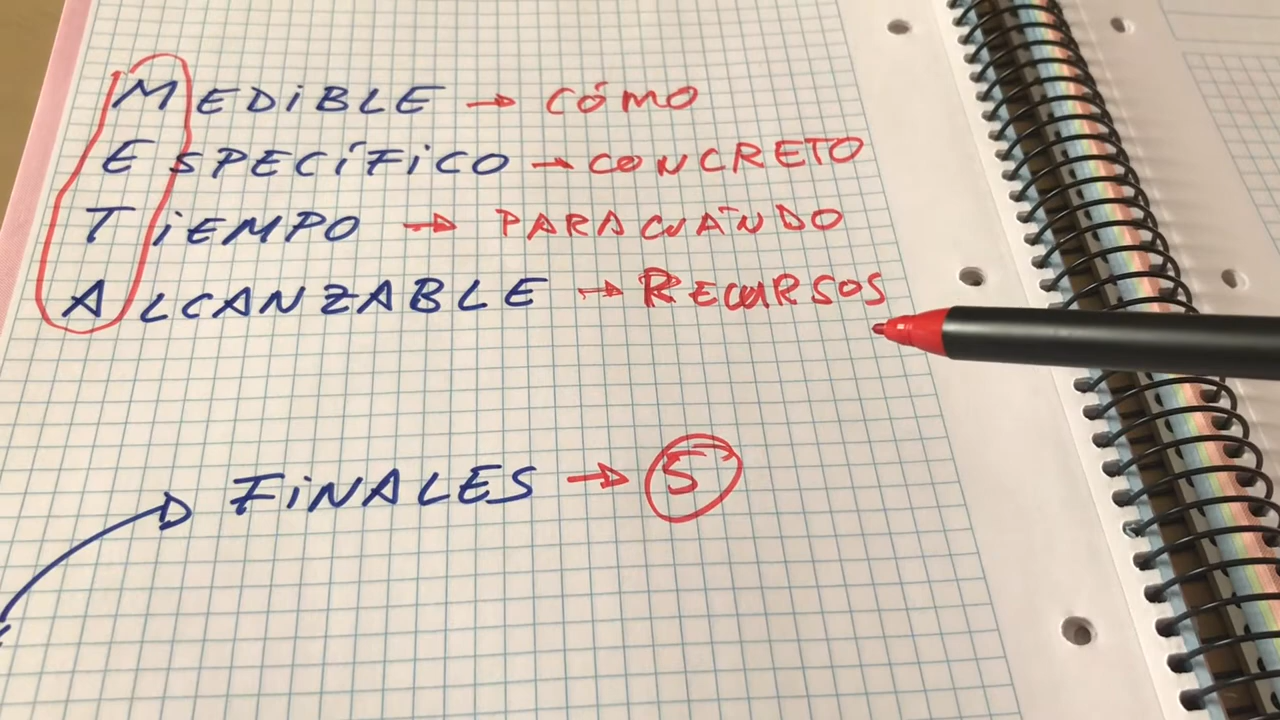 MEDiBLE → CÓMO
ESPECÍFiCO → CONCRETO
TiEMPO → PARA CUÁNDO
ALCANZABLE → RECURSOS
FiNALES → 5